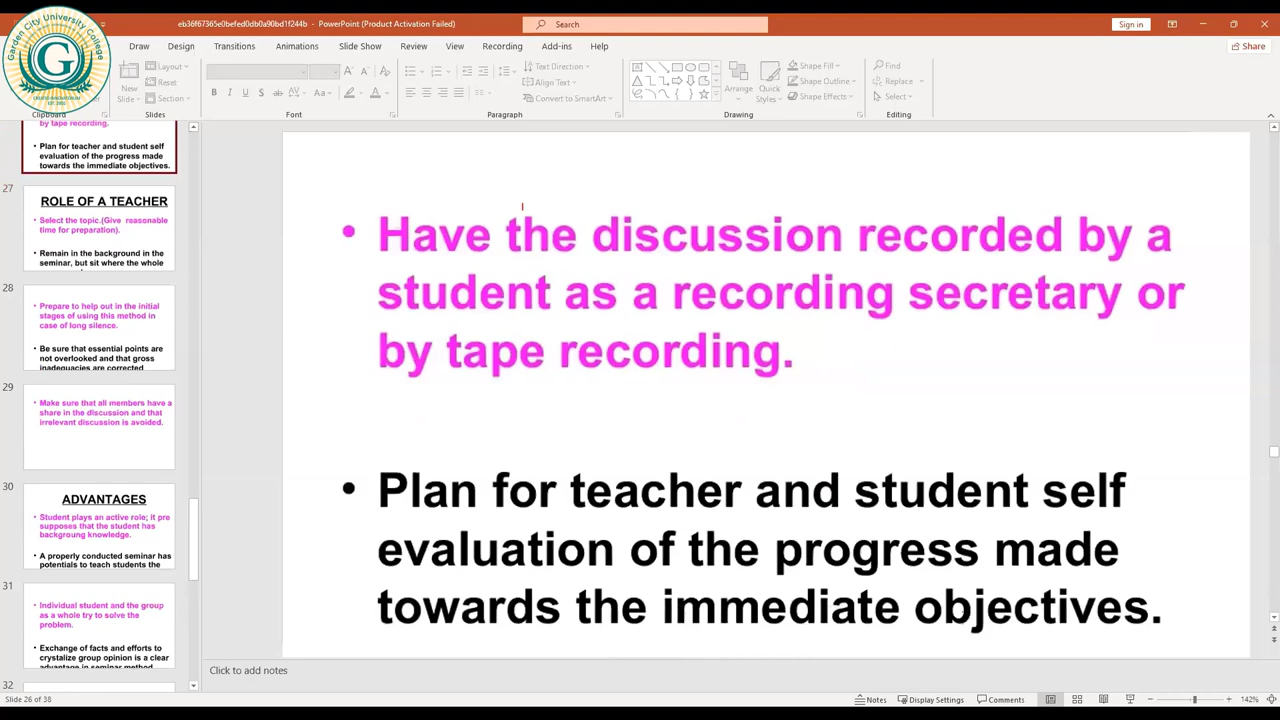 eb36f67365e0befed0db0a90bd1f244b - PowerPoint (Product Activation Failed)
Search
Sign in
Garden City University College
G
Draw Design Transitions Animations Slide Show Review View Recording Add-ins Help
Share
New Slide
Layout
Reset
Section
Text Direction
Align Text
Convert to SmartArt
Arrange
Quick Styles
Shape Fill
Shape Outline
Shape Effects
Find
Replace
Select
Clipboard Slides Font Paragraph Drawing Editing
by tape recording.
• Plan for teacher and student self
evaluation of the progress made
towards the immediate objectives.
27
ROLE OF A TEACHER
• Select the topic.(Give reasonable
time for preparation).
• Remain in the background in the
seminar, but sit where the whole
28
• Prepare to help out in the initial
stages of using this method in
case of long silence.
• Be sure that essential points are
not overlooked and that gross
inadequacies are corrected
29
• Make sure that all members have a
share in the discussion and that
irrelevant discussion is avoided.
30
ADVANTAGES
• Student plays an active role; it pre
supposes that the student has
backgroung knowledge.
• A properly conducted seminar has
potentials to teach students the
31
• Individual student and the group
as a whole try to solve the
problem.
• Exchange of facts and efforts to
crystalize group opinion is a clear
advantage in seminar method
32
• Have the discussion recorded by a
student as a recording secretary or
by tape recording.
• Plan for teacher and student self
evaluation of the progress made
towards the immediate objectives.
Click to add notes
Slide 26 of 38
Notes
Display Settings
Comments
142%